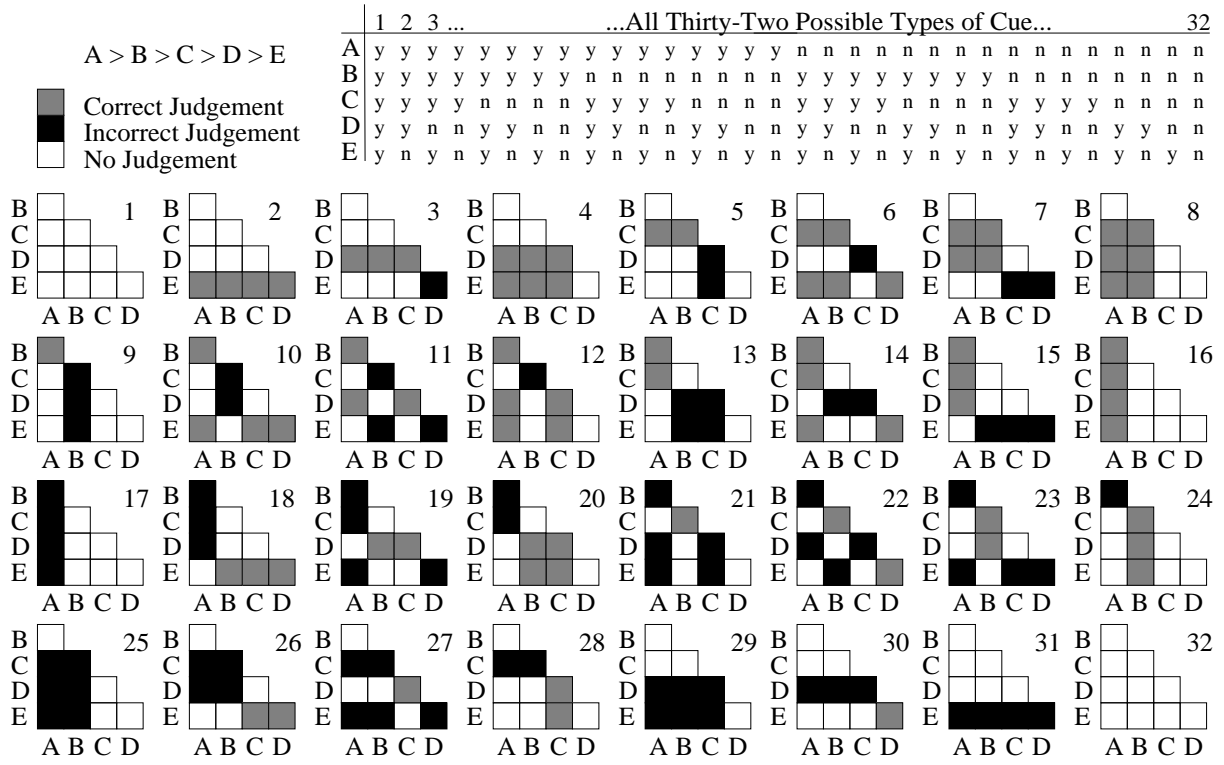 1 2 3 ... ...All Thirty-Two Possible Types of Cue... 32
A > B > C > D > E
A y y y y y y y y y y y y y y y y n n n n n n n n n n n n n n n n
B y y y y y y y y n n n n n n n n y y y y y y y y n n n n n n n n
C y y y y n n n n y y y y n n n n y y y y n n n n y y y y n n n n
D y y n n y y n n y y n n y y n n y y n n y y n n y y n n y y n n
E y n y n y n y n y n y n y n y n y n y n y n y n y n y n y n y n
Correct Judgement
Incorrect Judgement
No Judgement
B 1 B 2 B 3 B 4 B 5 B 6 B 7 B 8
C C C C C C C C
D D D D D D D D
E E E E E E E E
A B C D A B C D A B C D A B C D A B C D A B C D A B C D A B C D
B 9 B 10 B 11 B 12 B 13 B 14 B 15 B 16
C C C C C C C C
D D D D D D D D
E E E E E E E E
A B C D A B C D A B C D A B C D A B C D A B C D A B C D A B C D
B 17 B 18 B 19 B 20 B 21 B 22 B 23 B 24
C C C C C C C C
D D D D D D D D
E E E E E E E E
A B C D A B C D A B C D A B C D A B C D A B C D A B C D A B C D
B 25 B 26 B 27 B 28 B 29 B 30 B 31 B 32
C C C C C C C C
D D D D D D D D
E E E E E E E E
A B C D A B C D A B C D A B C D A B C D A B C D A B C D A B C D